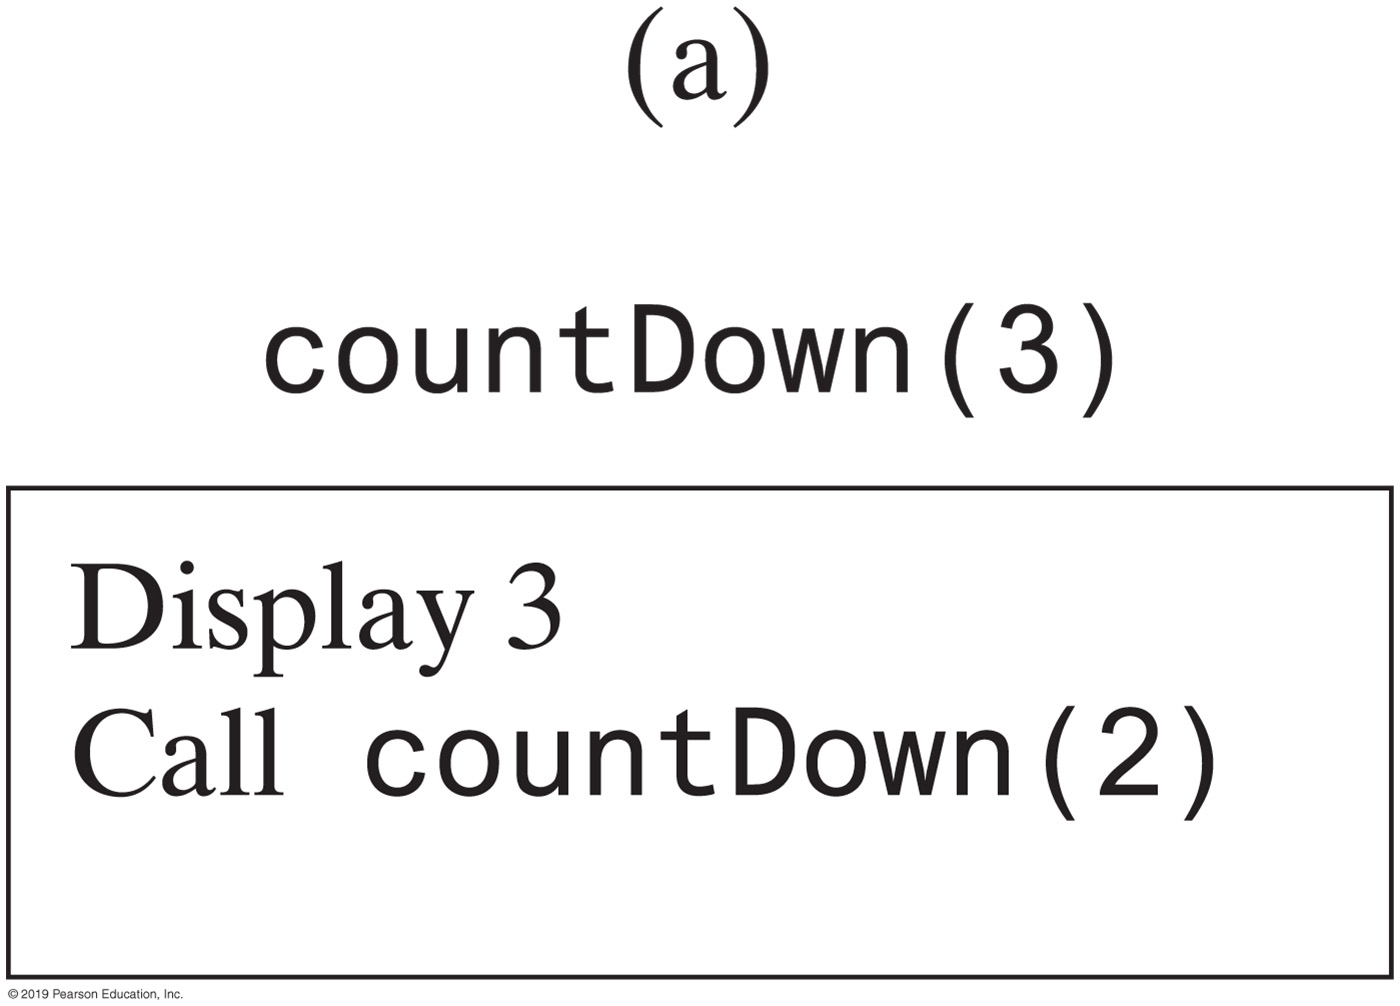 (a)
countDown(3)
Display 3
Call countDown(2)
© 2019 Pearson Education, Inc.